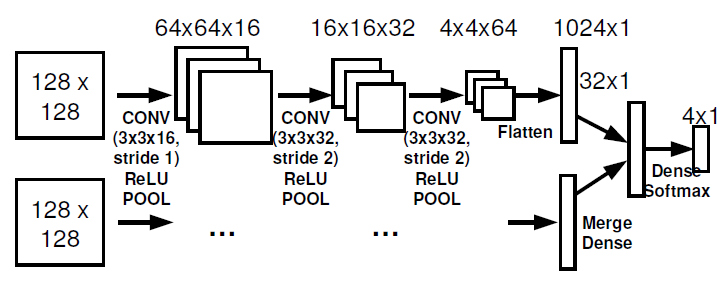 64x64x16
16x16x32
4x4x64
1024x1
128 x
128
CONV
(3x3x16,
stride 1)
ReLU
POOL
CONV
(3x3x32,
stride 2)
ReLU
POOL
CONV
(3x3x32,
stride 2)
ReLU
POOL
Flatten
32x1
4x1
Dense
Softmax
128 x
128
...
...
Merge
Dense